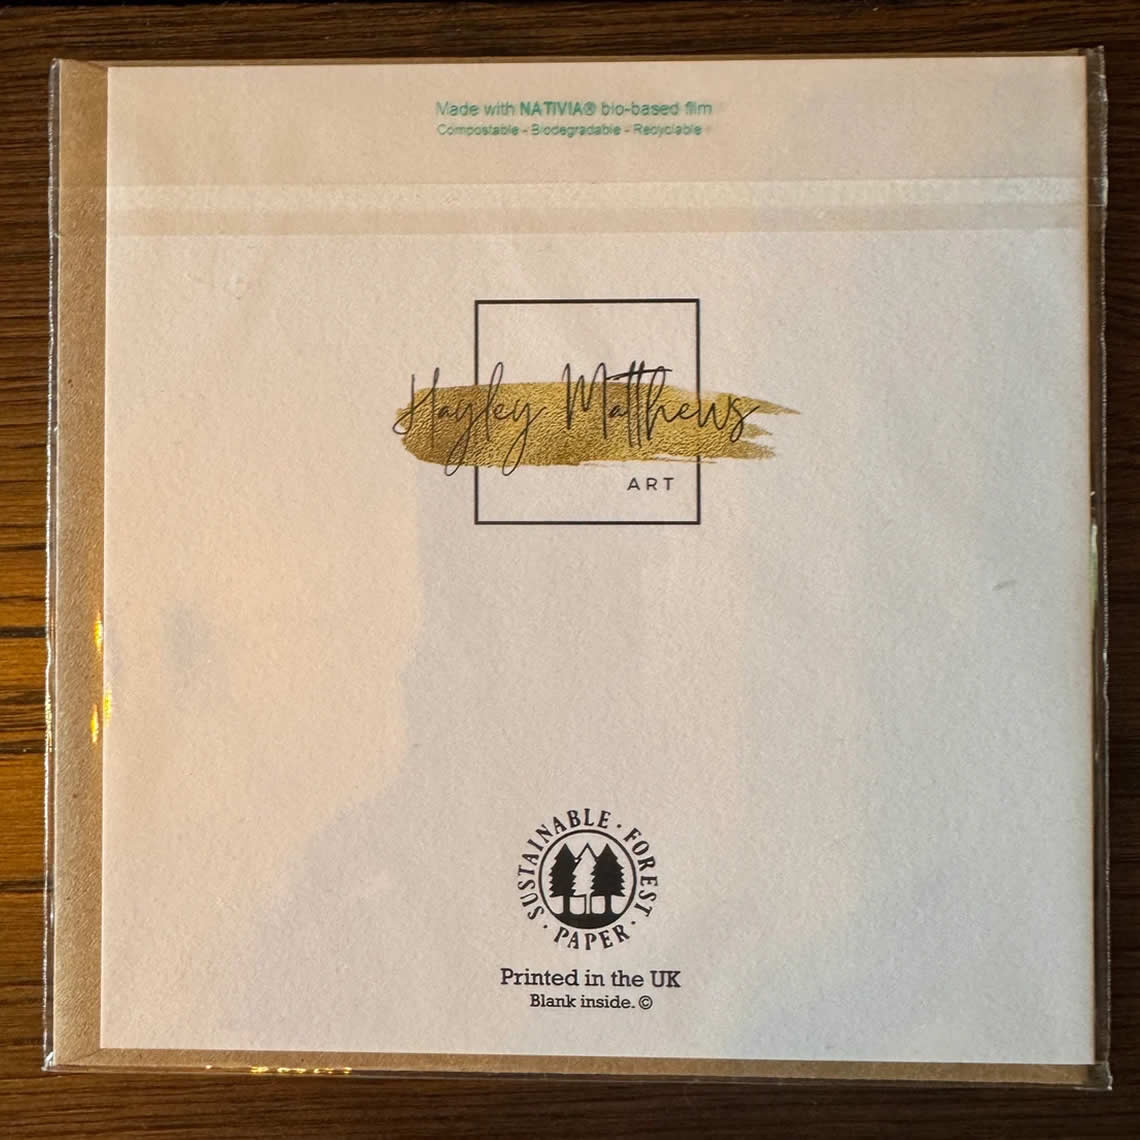 Made with NATIVIA® bio-based film
Compostable - Biodegradable - Recyclable
Hayley Matthews
ART
SUSTAINABLE · FOREST · PAPER ·
Printed in the UK
Blank inside. ©